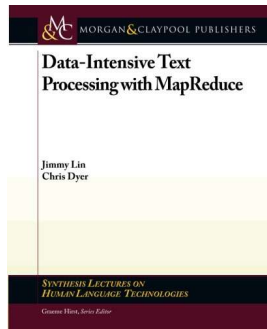 M&C MORGAN & CLAYPOOL PUBLISHERS
Data-Intensive Text
Processing with MapReduce
Jimmy Lin
Chris Dyer
SYNTHESIS LECTURES ON
HUMAN LANGUAGE TECHNOLOGIES
Graeme Hirst, Series Editor